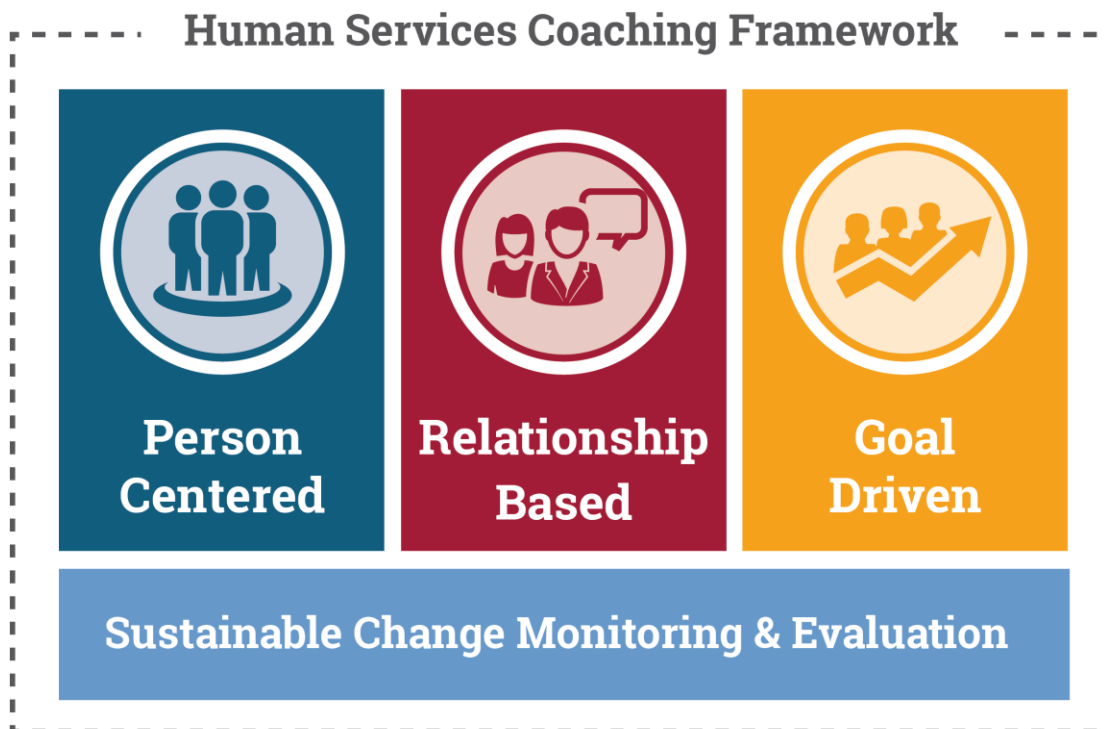 Human Services Coaching Framework
Person
Centered
Relationship
Based
Goal
Driven
Sustainable Change Monitoring & Evaluation